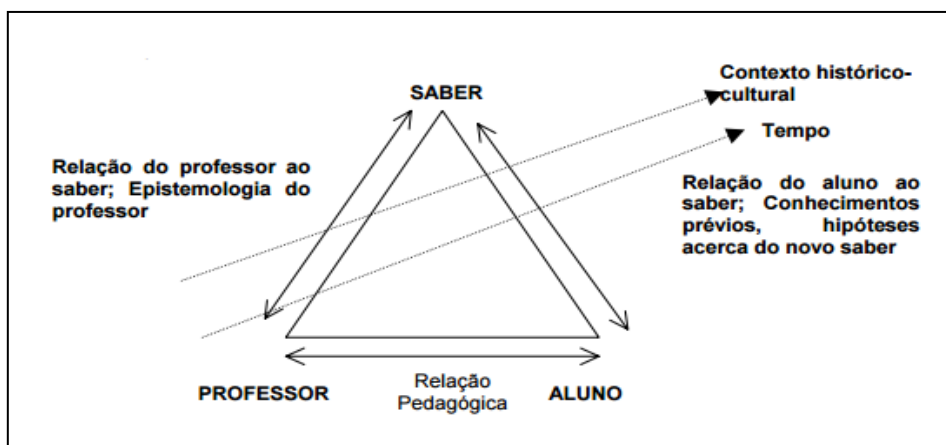 Contexto histórico-
cultural
SABER
Tempo
Relação do professor ao
saber; Epistemologia do
professor
Relação do aluno ao
saber; Conhecimentos
prévios, hipóteses
acerca do novo saber
PROFESSOR
Relação
Pedagógica
ALUNO